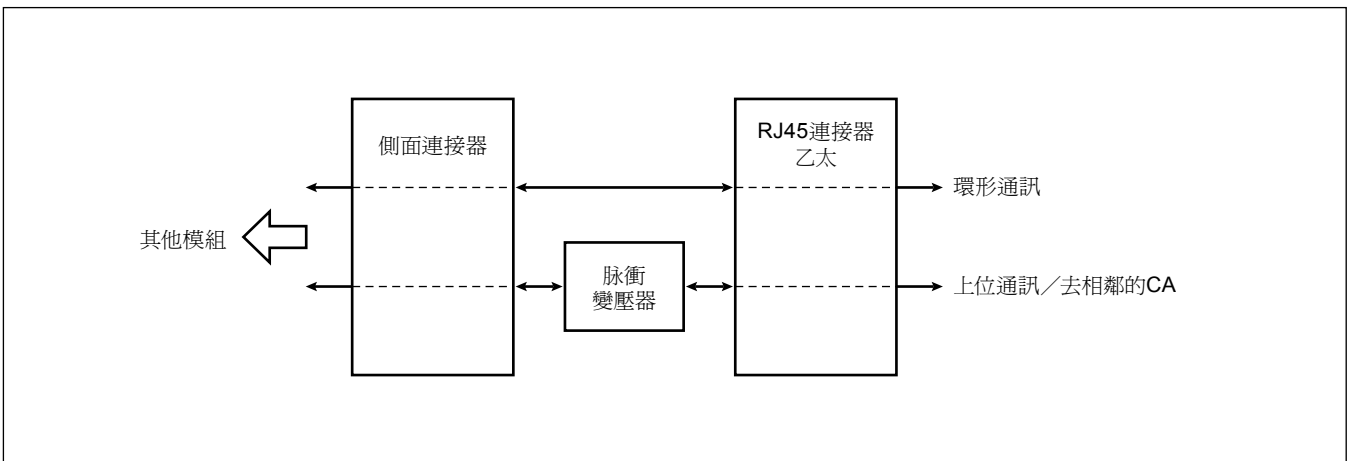 側面連接器
RJ45連接器
乙太
環形通訊
其他模組
脉衝
變壓器
上位通訊／去相鄰的CA